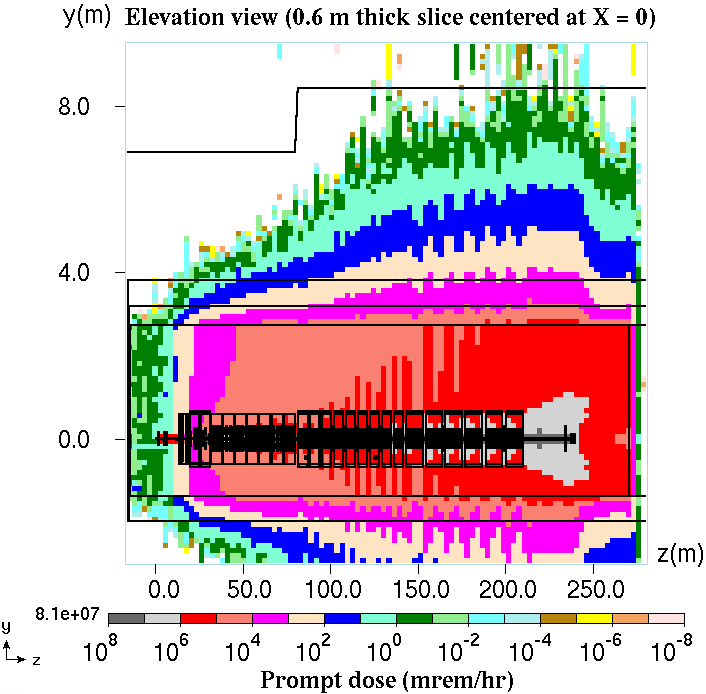 y(m) Elevation view (0.6 m thick slice centered at X = 0)
8.0
4.0
0.0
z(m)
0.0 50.0 100.0 150.0 200.0 250.0
8.1e+07
10^8 10^6 10^4 10^2 10^0 10^-2 10^-4 10^-6 10^-8
y
z
Prompt dose (mrem/hr)